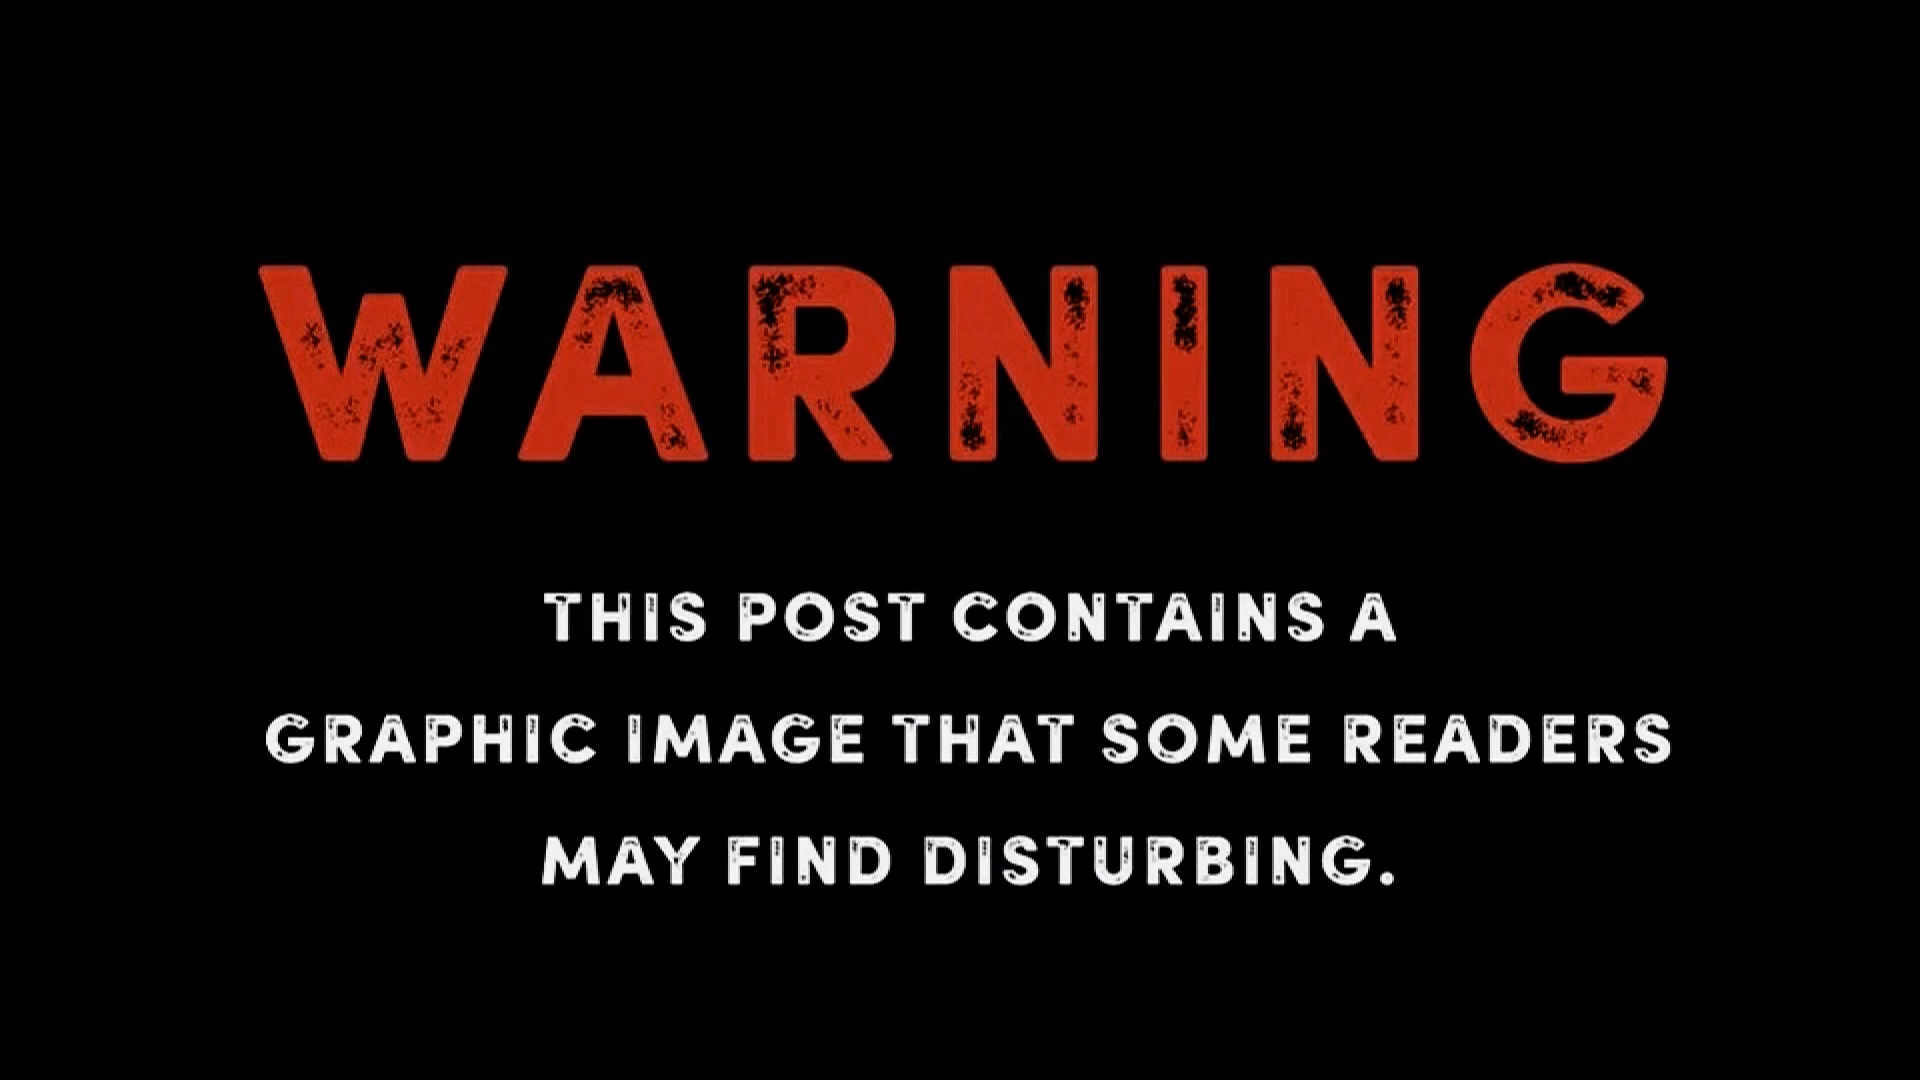 WARNING
THIS POST CONTAINS A
GRAPHIC IMAGE THAT SOME READERS
MAY FIND DISTURBING.